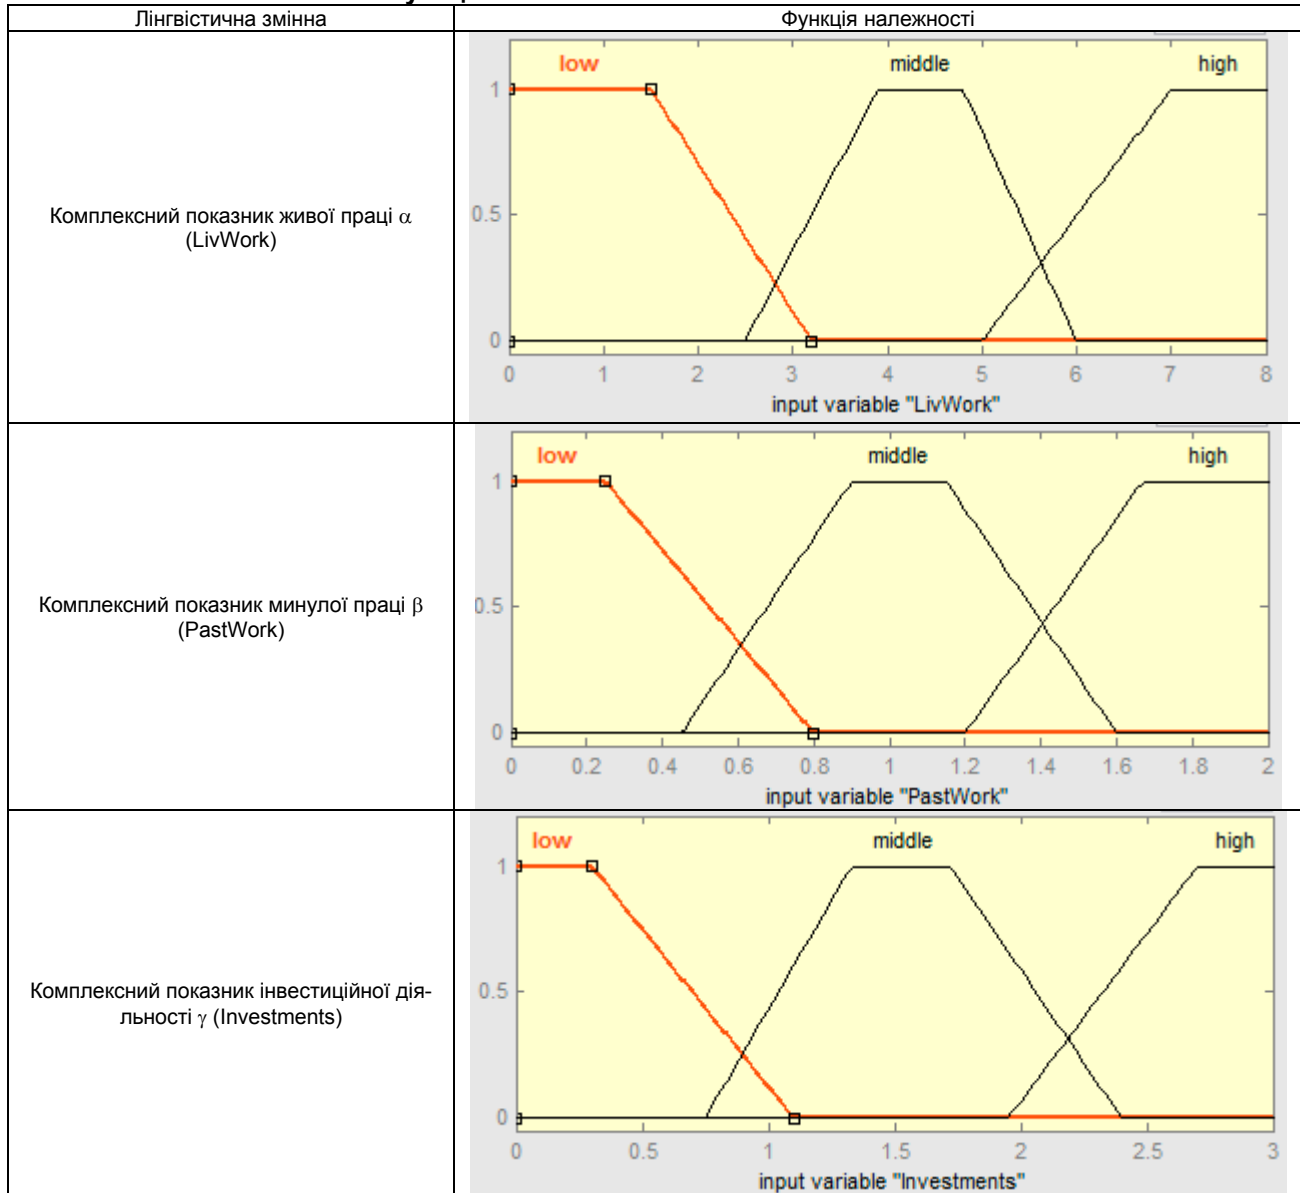 Лінгвістична змінна
Функція належності
Комплексний показник живої праці α
(LivWork)
low
middle
high
1
0.5
0
0 1 2 3 4 5 6 7 8
input variable "LivWork"
Комплексний показник минулої праці β
(PastWork)
low
middle
high
1
0.5
0
0 0.2 0.4 0.6 0.8 1 1.2 1.4 1.6 1.8 2
input variable "PastWork"
Комплексний показник інвестиційної дія-
льності γ (Investments)
low
middle
high
1
0.5
0
0 0.5 1 1.5 2 2.5 3
input variable "Investments"